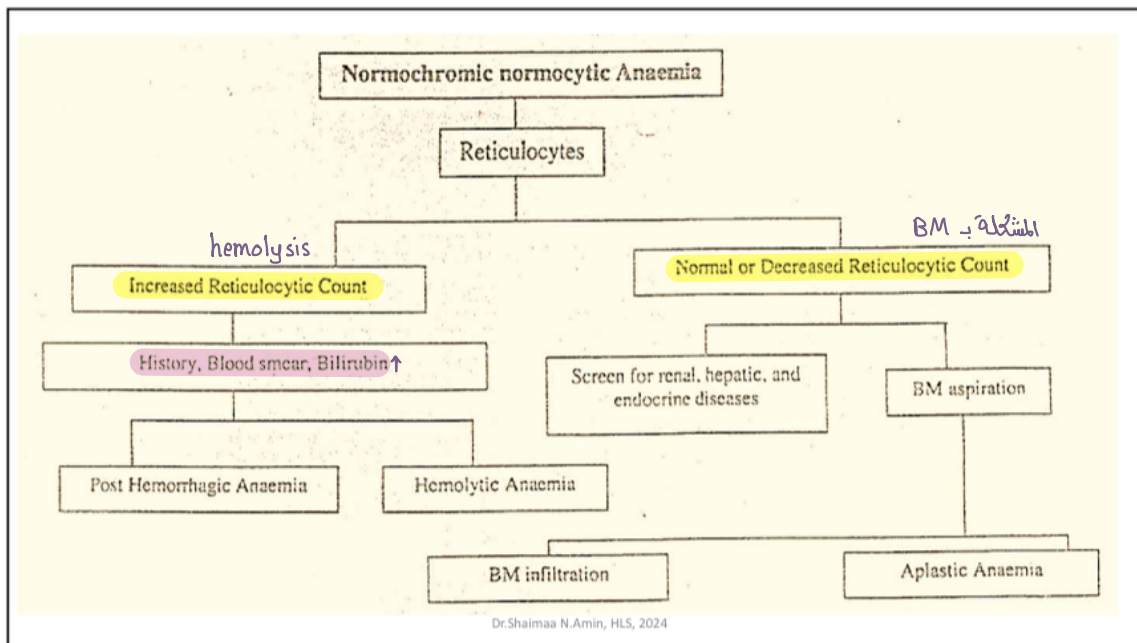 Normochromic normocytic Anaemia
Reticulocytes
hemolysis
المشكلة بـ BM
Increased Reticulocytic Count
Normal or Decreased Reticulocytic Count
History, Blood smear, Bilirubin ↑
Screen for renal, hepatic, and
endocrine diseases
BM aspiration
Post Hemorrhagic Anaemia
Hemolytic Anaemia
BM infiltration
Aplastic Anaemia
Dr.Shaimaa N.Amin, HLS, 2024